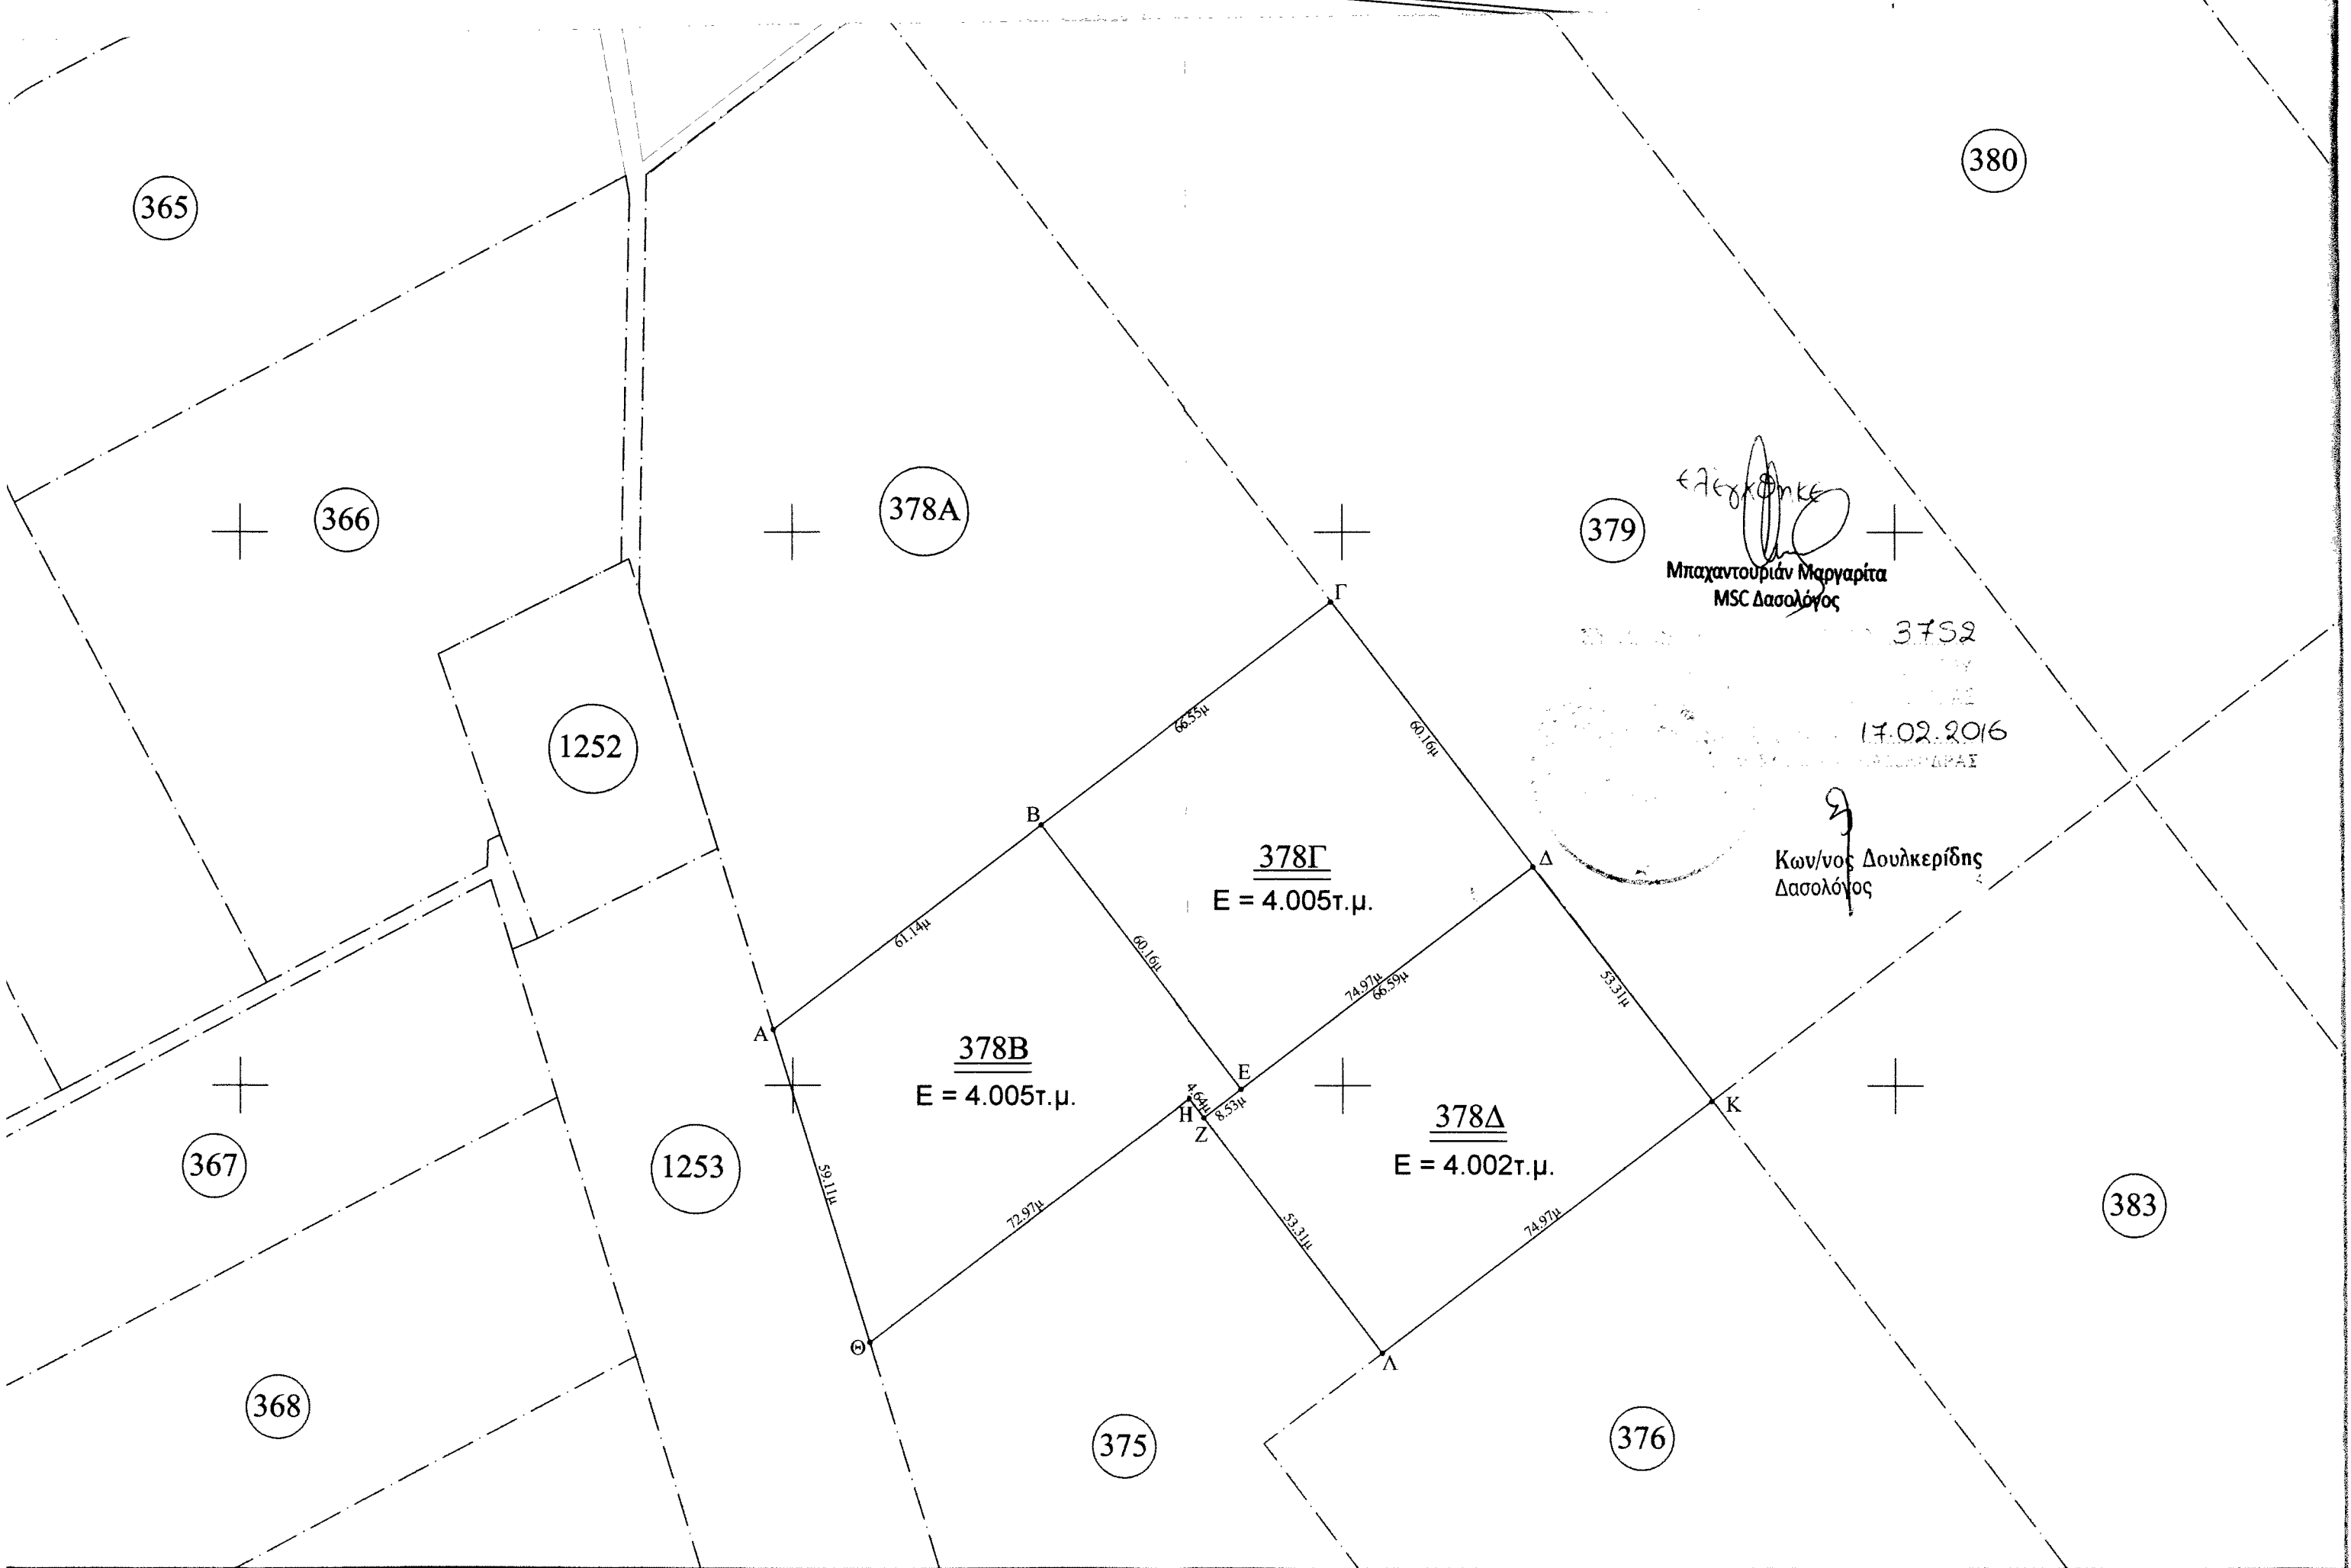 380
365
378Α
366
379
ελέγχθηκε
Μπαχαντουριάν Μαργαρίτα
MSC Δασολόγος
Γ
3752
66.55μ
60.16μ
17.02.2016
1252
Β
Δ
Κων/νος Δουλκερίδης
Δασολόγος
378Γ
Ε = 4.005τ.μ.
61.14μ
60.16μ
74.97μ
66.59μ
53.31μ
Α
378Β
Ε = 4.005τ.μ.
Ε
4.64μ
Η
8.53μ
Ζ
Κ
378Δ
Ε = 4.002τ.μ.
367
1253
59.11μ
72.97μ
53.31μ
74.97μ
383
Θ
Λ
368
375
376